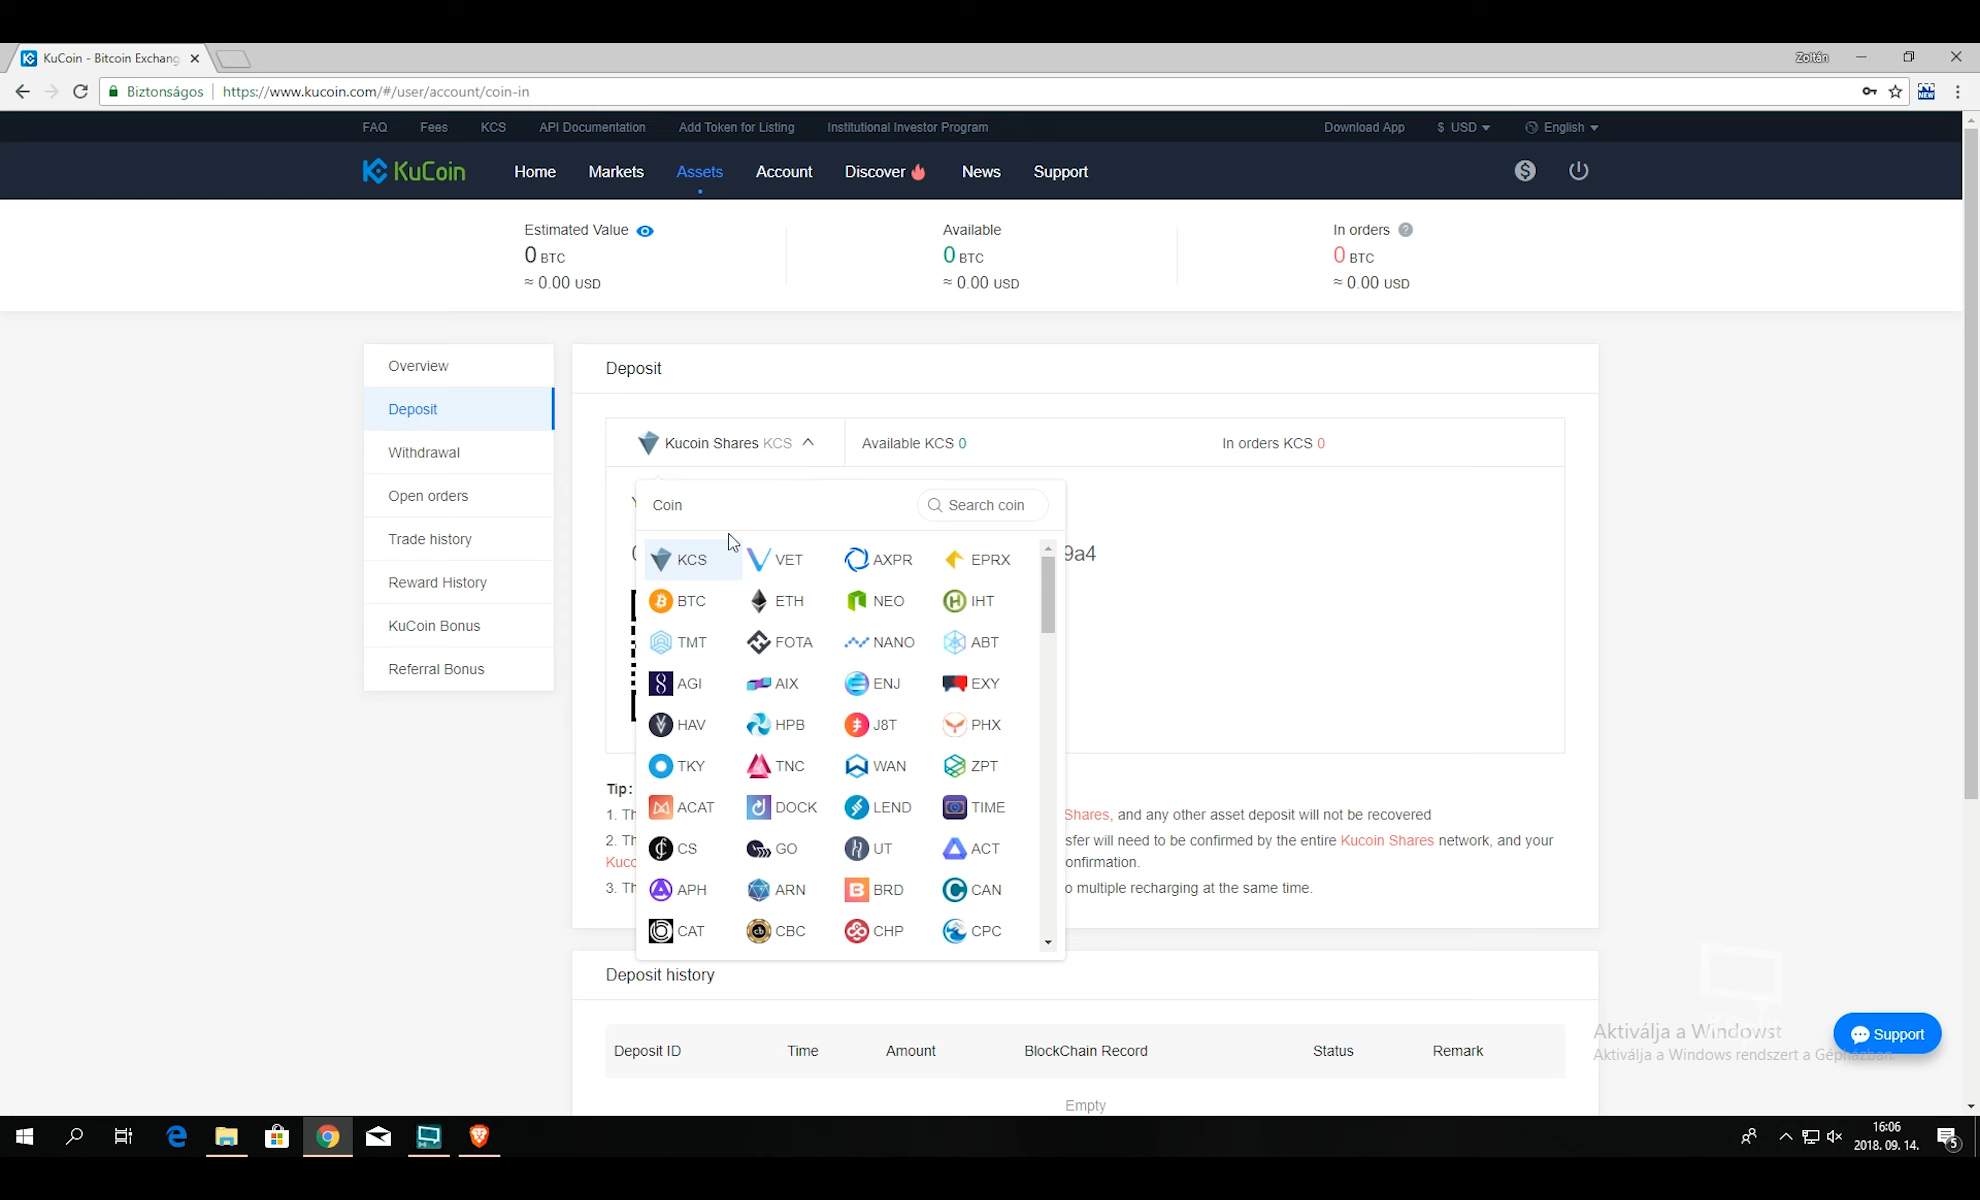 KuCoin - Bitcoin Exchang
Zoltán
Biztonságos https://www.kucoin.com/#/user/account/coin-in
NEW
FAQ Fees KCS API Documentation Add Token for Listing Institutional Investor Program Download App $ USD English
KuCoin Home Markets Assets Account Discover News Support
Estimated Value Available In orders ?
0 BTC 0 BTC 0 BTC
≈ 0.00 USD ≈ 0.00 USD ≈ 0.00 USD
Overview
Deposit
Withdrawal
Open orders
Trade history
Reward History
KuCoin Bonus
Referral Bonus
Deposit
Kucoin Shares KCS Available KCS 0 In orders KCS 0
Coin Search coin
9a4
KCS VET AXPR EPRX
BTC ETH NEO IHT
TMT FOTA NANO ABT
AGI AIX ENJ EXY
HAV HPB J8T PHX
TKY TNC WAN ZPT
ACAT DOCK LEND TIME
CS GO UT ACT
APH ARN BRD CAN
CAT CBC CHP CPC
Tip:
1. Th Shares, and any other asset deposit will not be recovered
2. Th sfer will need to be confirmed by the entire Kucoin Shares network, and your
Kuco onfirmation.
3. Th o multiple recharging at the same time.
Deposit history
Deposit ID Time Amount BlockChain Record Status Remark
Empty
Aktiválja a Windowst
Aktiválja a Windows rendszert a
Support
16:06
2018. 09. 14.
5